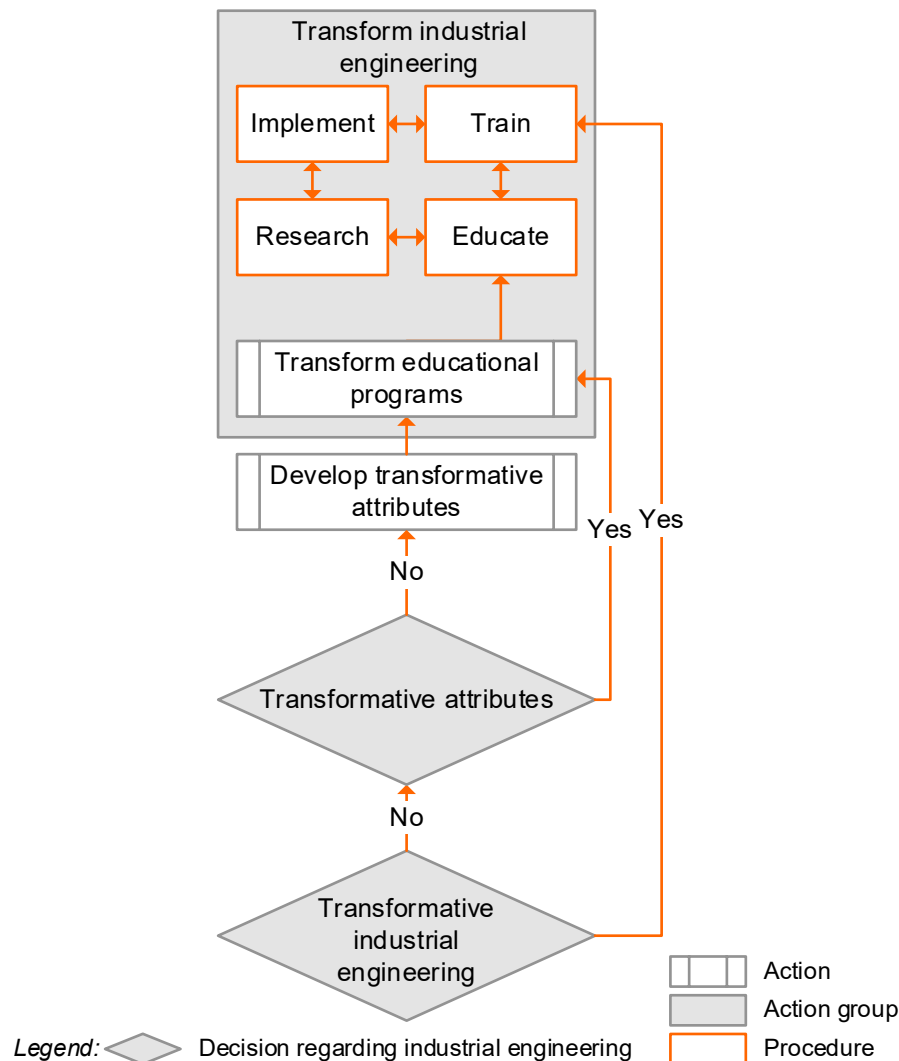 Transform industrial
engineering
Implement
Train
Research
Educate
Transform educational
programs
Develop transformative
attributes
Yes
Yes
No
Transformative attributes
No
Transformative
industrial
engineering
Action
Action group
Legend:
Decision regarding industrial engineering
Procedure